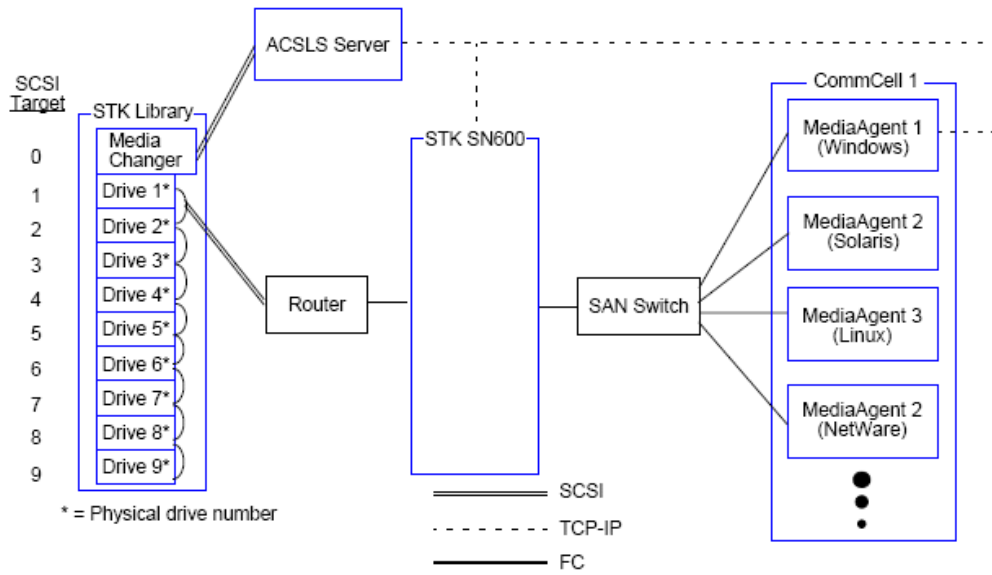 ACSLS Server
SCSI
Target
STK Library
Media
Changer
Drive 1*
Drive 2*
Drive 3*
Drive 4*
Drive 5*
Drive 6*
Drive 7*
Drive 8*
Drive 9*
0
1
2
3
4
5
6
7
8
9
* = Physical drive number
Router
STK SN600
SAN Switch
CommCell 1
MediaAgent 1
(Windows)
MediaAgent 2
(Solaris)
MediaAgent 3
(Linux)
MediaAgent 2
(NetWare)
SCSI
TCP-IP
FC